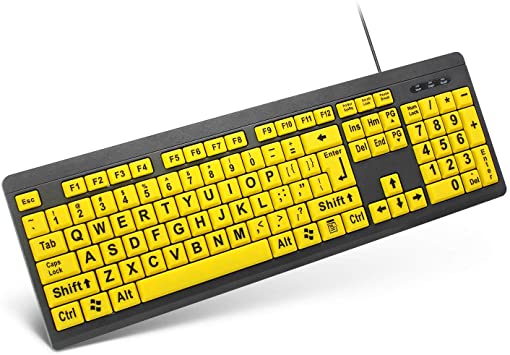 Esc F1 F2 F3 F4 F5 F6 F7 F8 F9 F10 F11 F12
1 2 3 4 5 6 7 8 9 0 - = ←
Tab Q W E R T Y U I O P Enter
Caps Lock A S D F G H J K L
Shift↑ Z X C V B N M Shift↑
Ctrl Alt Alt Ctrl
Ins Hm PG▲
Del End PG▼
↑
← ↓ →
Num Lock / * -
7 8 9 +
4 5 6
1 2 3 Enter
0 Del